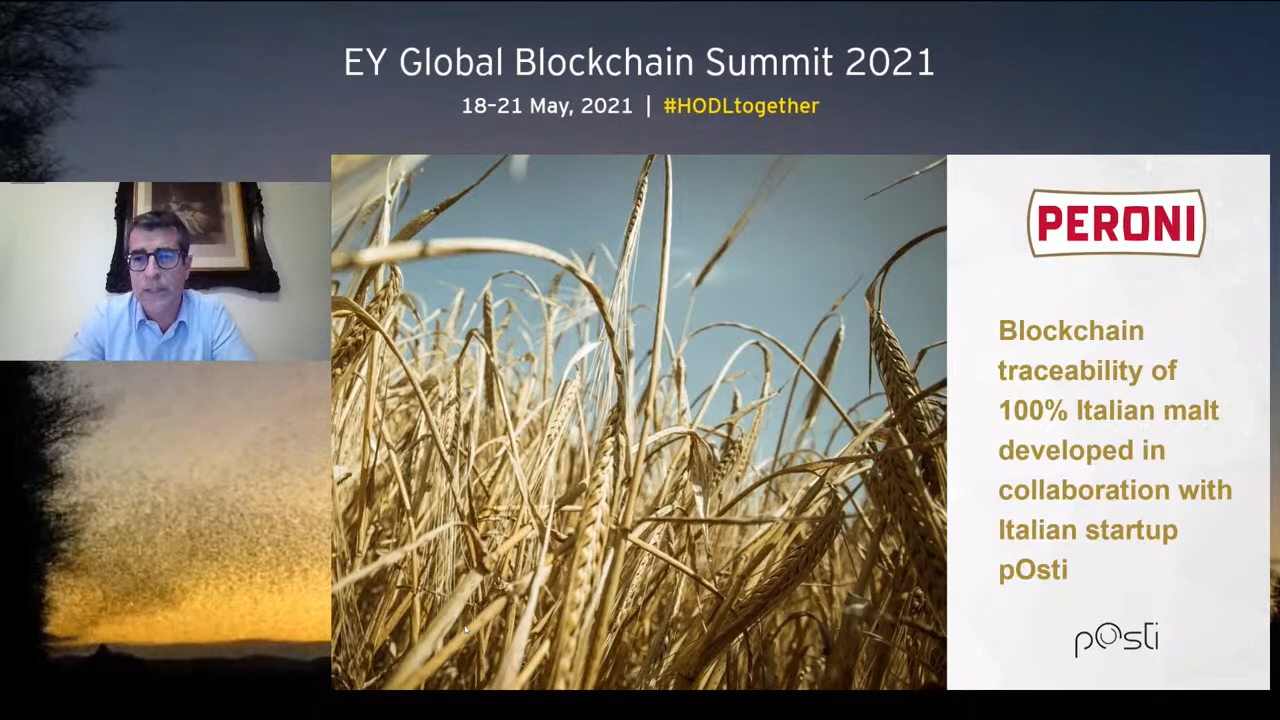 EY Global Blockchain Summit 2021
18–21 May, 2021 | #HODLtogether
PERONI
Blockchain
traceability of
100% Italian malt
developed in
collaboration with
Italian startup
pOsti
pOsti